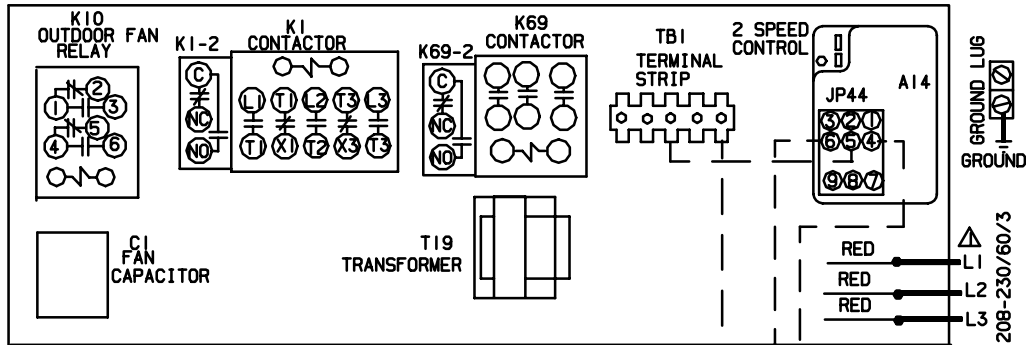 K10
OUTDOOR FAN
RELAY
2
1
3
5
4
6
K1-2
C
NC
NO
K1
CONTACTOR
L1 T1 L2 T3 L3
T1 X1 T2 X3 T3
K69-2
C
NC
NO
K69
CONTACTOR
TB1
TERMINAL
STRIP
2 SPEED
CONTROL
A14
JP44
3 2 1
6 5 4
9 8 7
GROUND LUG
GROUND
C1
FAN
CAPACITOR
T19
TRANSFORMER
RED
L1
RED
L2
RED
L3
208-230/60/3